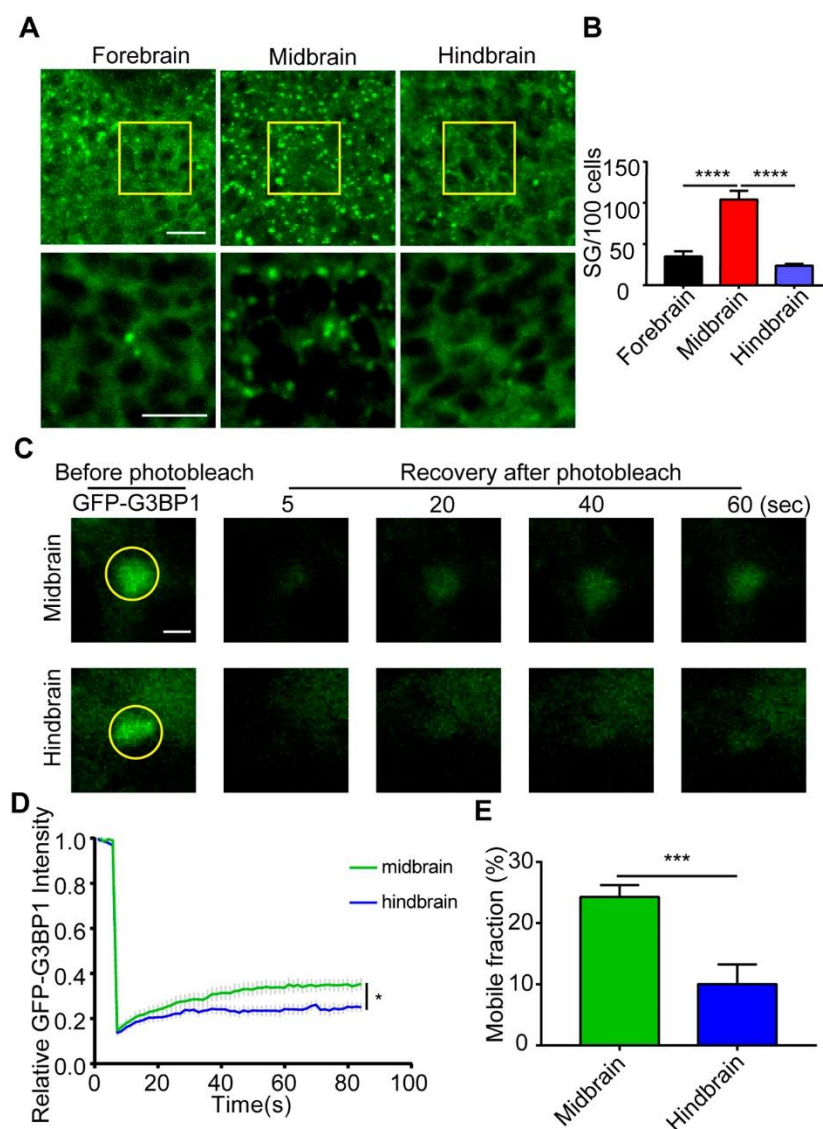 A
Forebrain Midbrain Hindbrain
B
SG/100 cells
150
100
50
0
**** ****
Forebrain
Midbrain
Hindbrain
C
Before photobleach Recovery after photobleach
GFP-G3BP1 5 20 40 60 (sec)
Midbrain
Hindbrain
D
Relative GFP-G3BP1 Intensity
1.0
0.8
0.6
0.4
0.2
0.0
0 20 40 60 80 100
Time(s)
midbrain
hindbrain
*
E
Mobile fraction (%)
30
20
10
0
***
Midbrain
Hindbrain